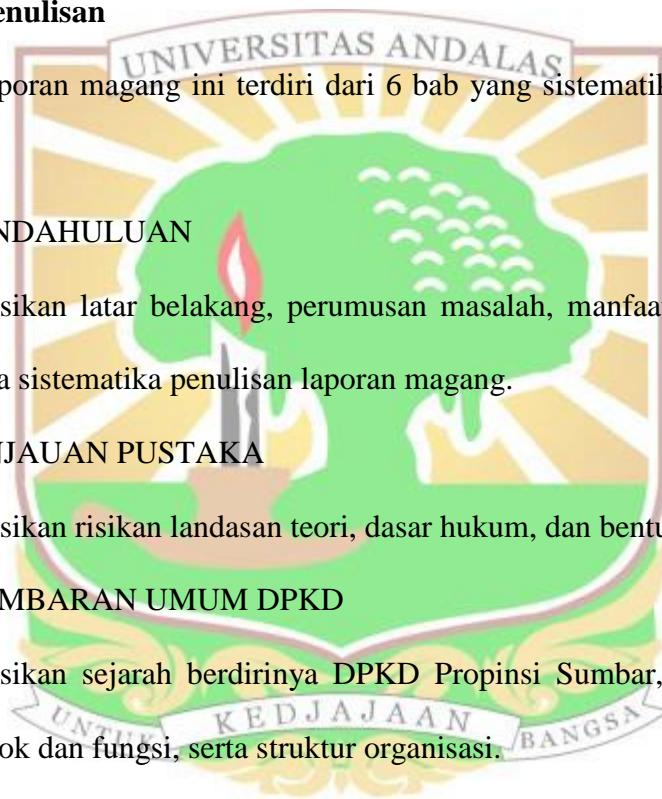 enulisan
UNIVERSITAS ANDALAS
poran magang ini terdiri dari 6 bab yang sistematik
NDAHULUAN
sikan latar belakang, perumusan masalah, manfaa
a sistematika penulisan laporan magang.
NJAUAN PUSTAKA
sikan risikan landasan teori, dasar hukum, dan bentu
MBARAN UMUM DPKD
sikan sejarah berdirinya DPKD Propinsi Sumbar,
ok dan fungsi, serta struktur organisasi.
UNTUK KEDJAJAAN BANGSA